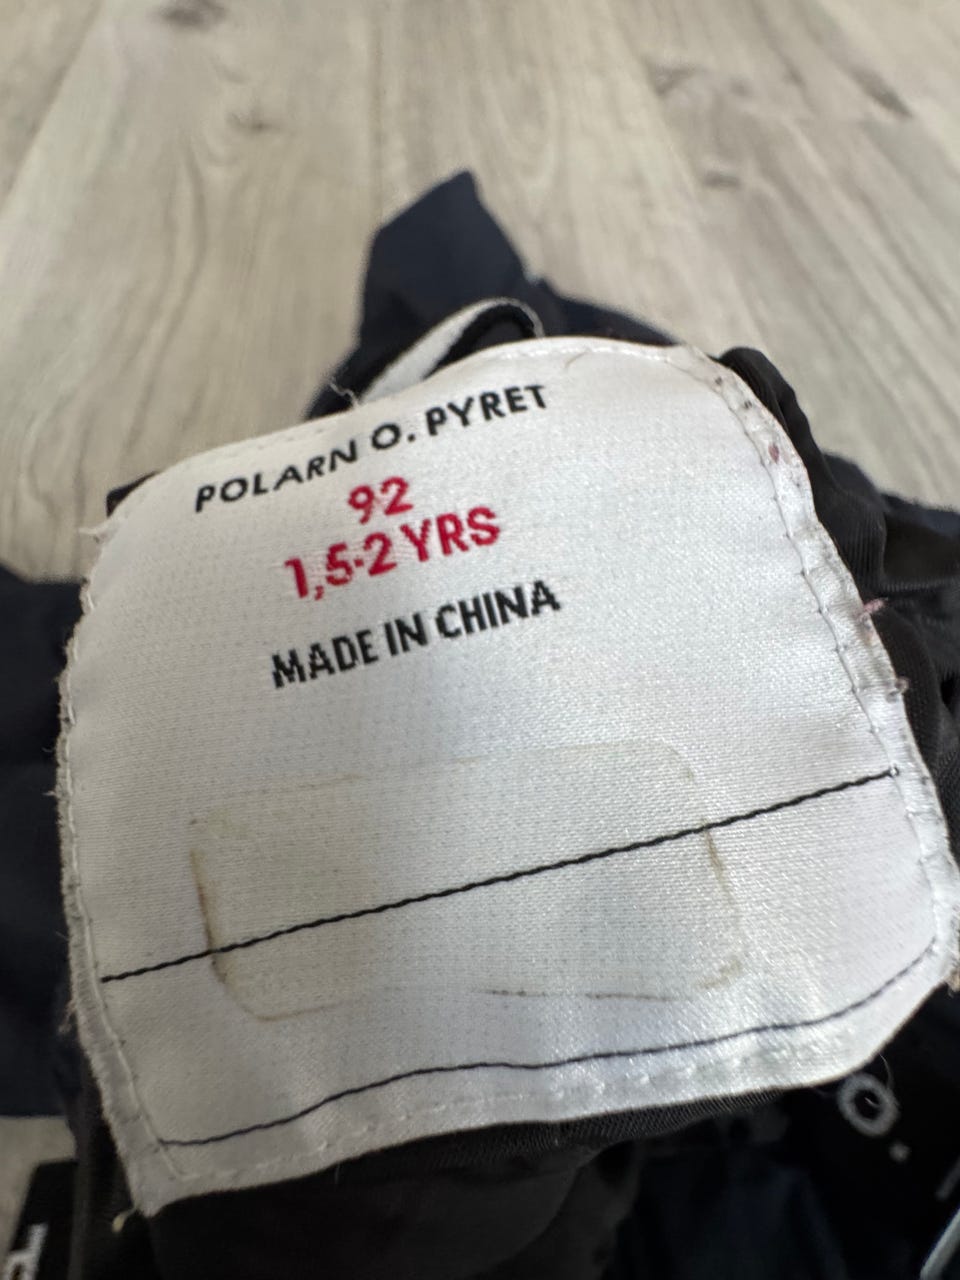 POLARN O. PYRET
92
1,5-2 YRS
MADE IN CHINA